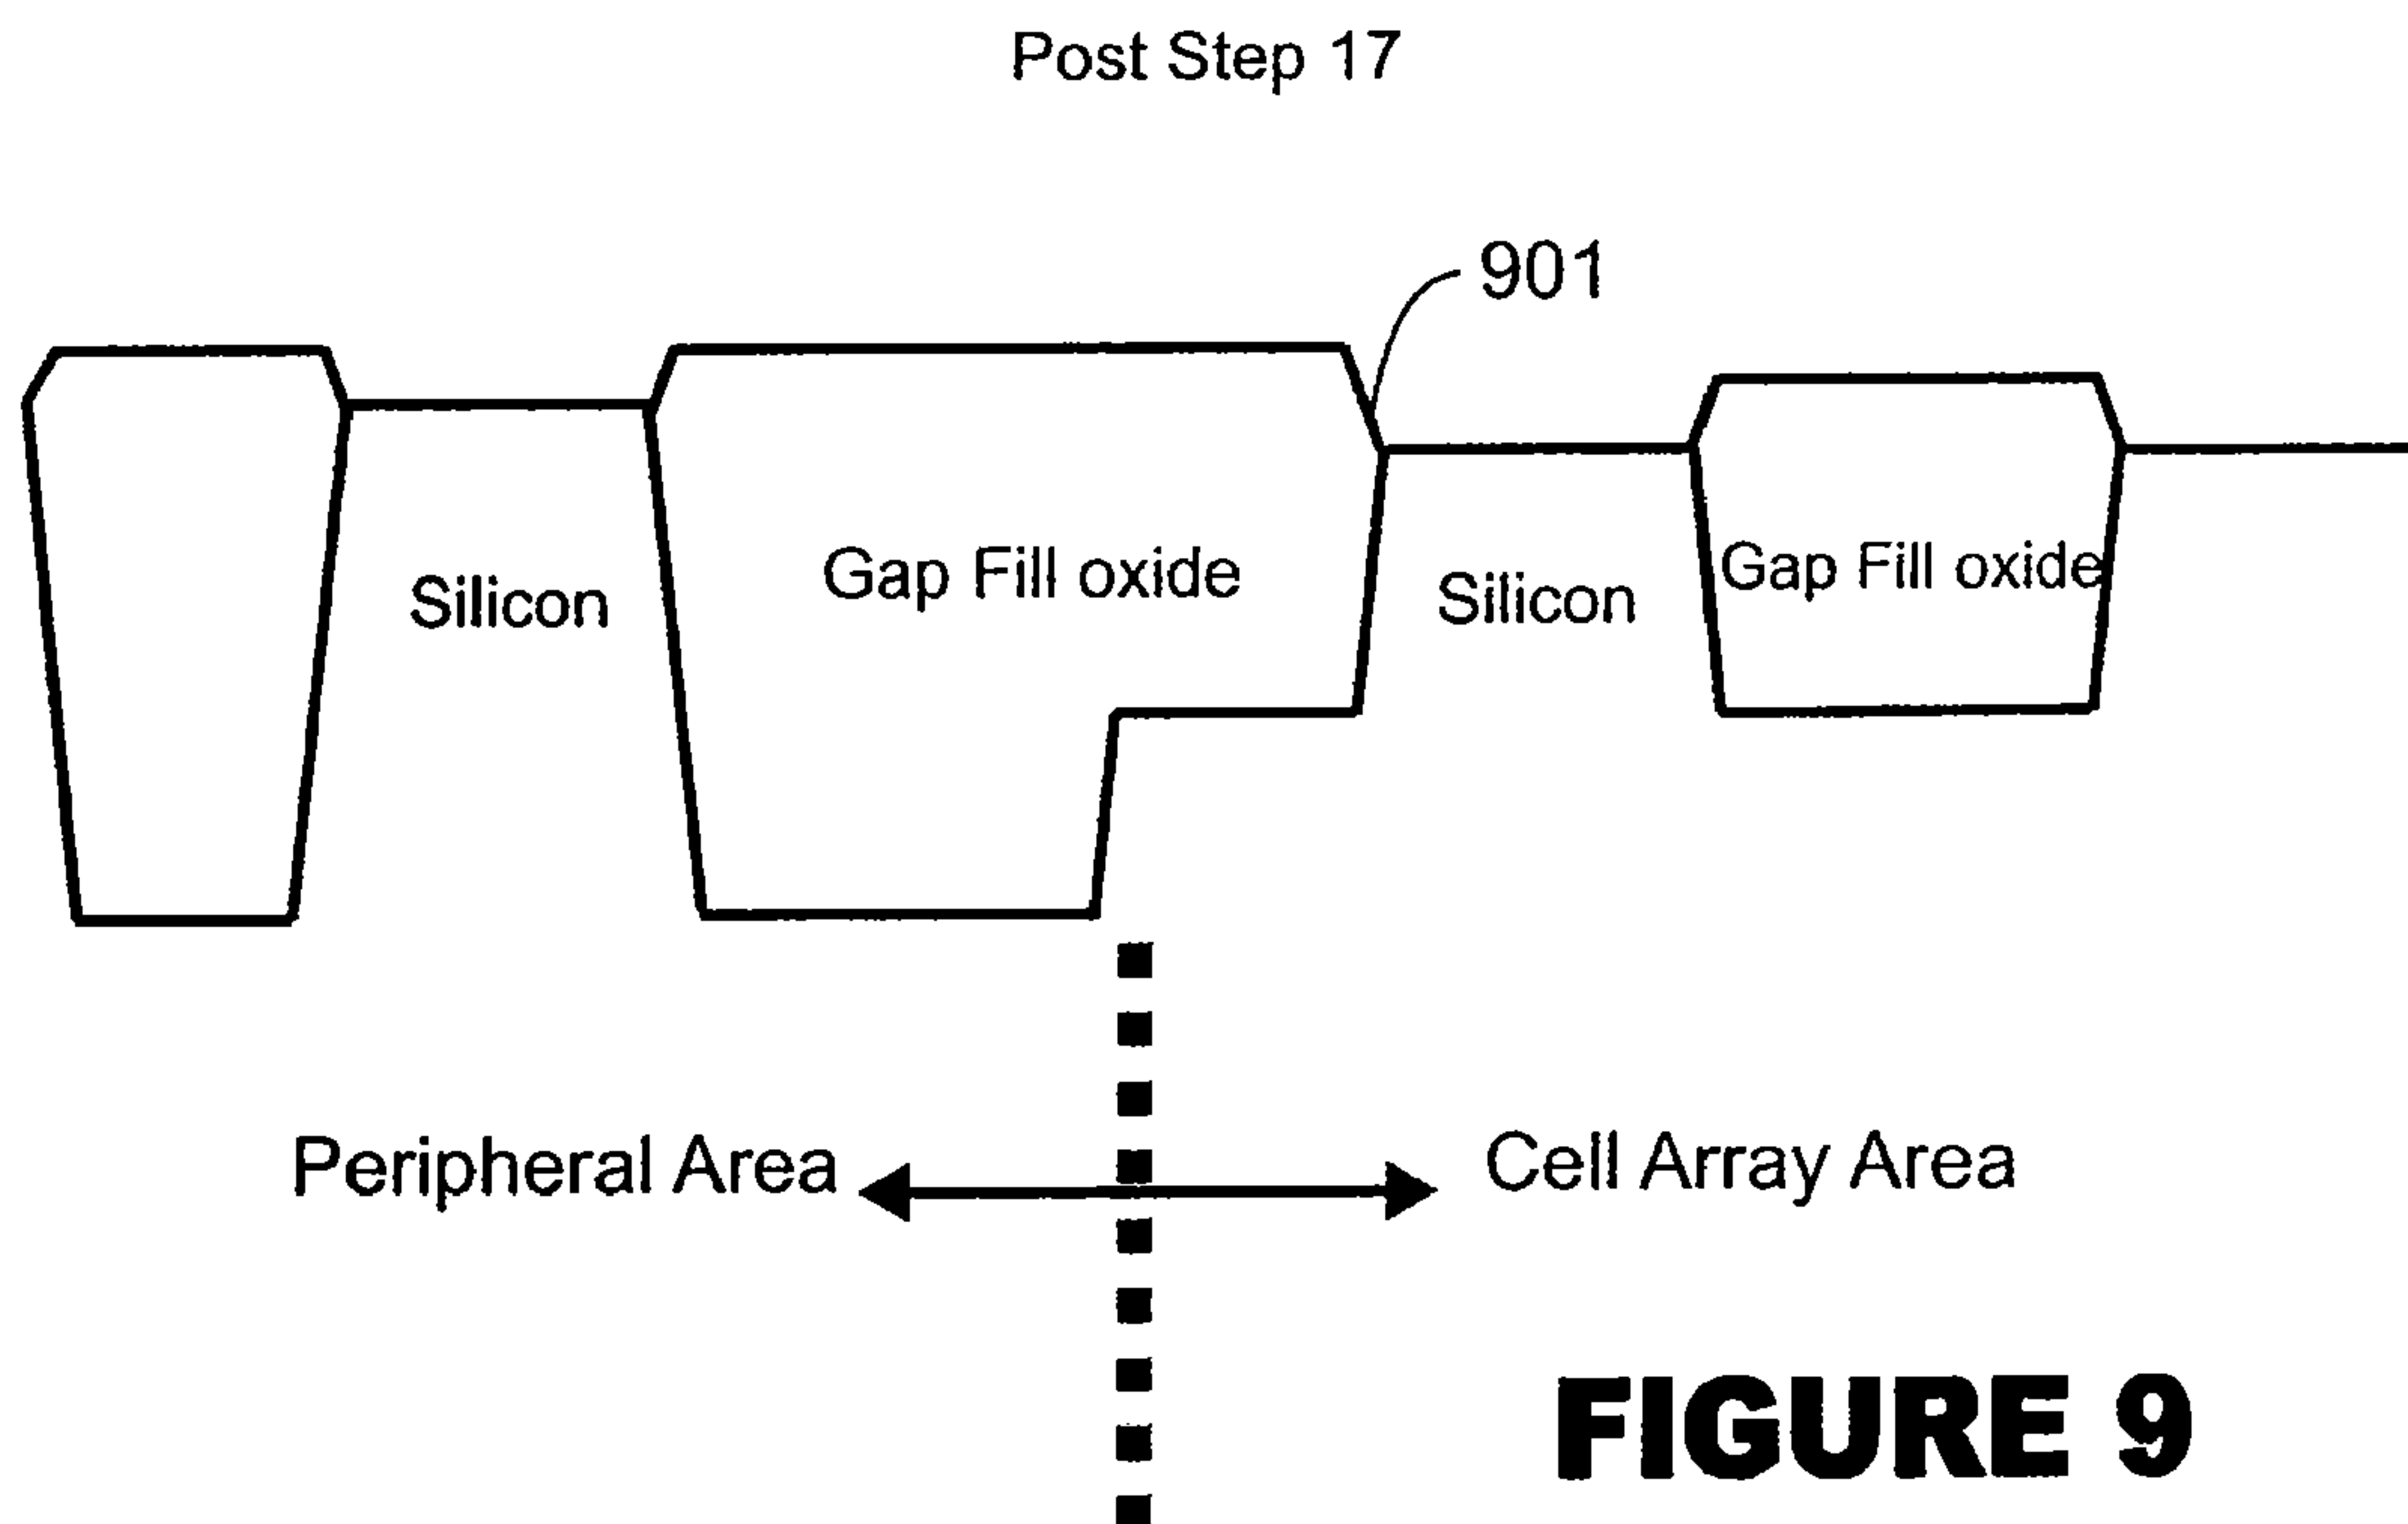 Post Step 17
901
Silicon
Gap Fill oxide
Silicon
Gap Fill oxide
Peripheral Area
Cell Array Area
FIGURE 9